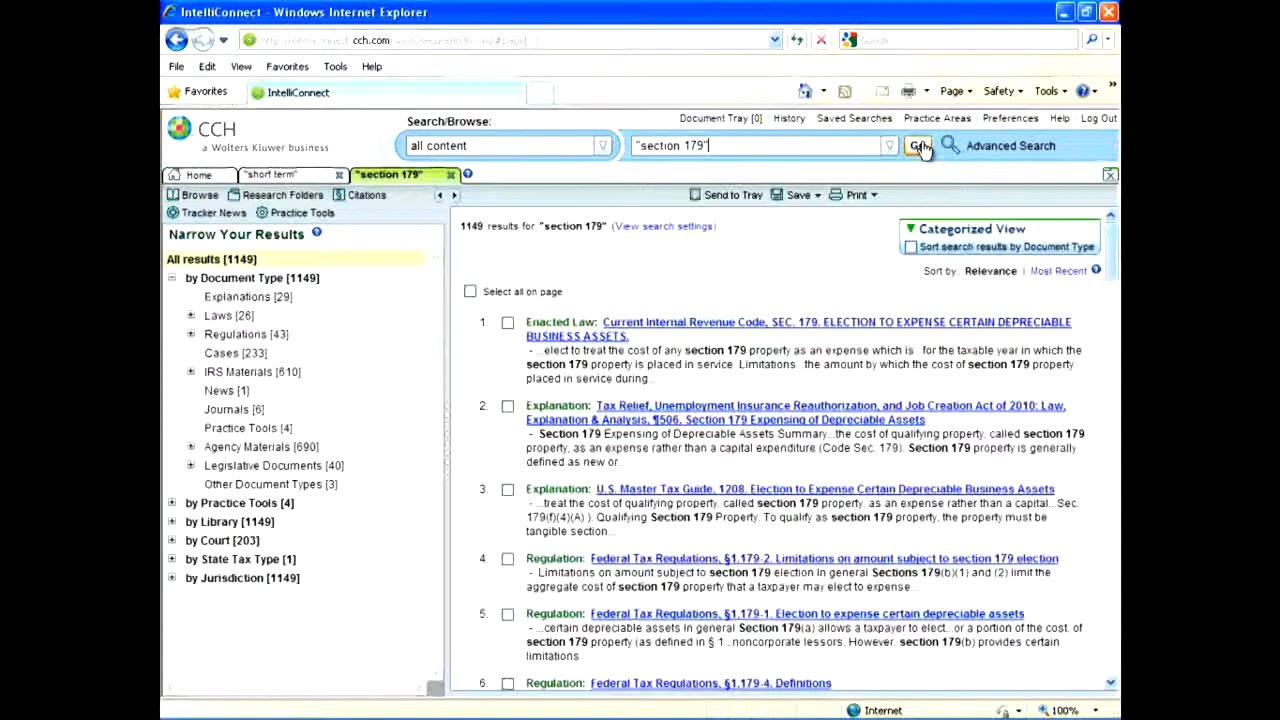 IntelliConnect - Windows Internet Explorer
cch.com
File Edit View Favorites Tools Help
Favorites IntelliConnect Page Safety Tools
Search/Browse: Document Tray [0] History Saved Searches Practice Areas Preferences Help Log Out
CCH
a Wolters Kluwer business
all content "section 179" Advanced Search
Home "short term" "section 179"
Browse Research Folders Citations Send to Tray Save Print
Tracker News Practice Tools
Narrow Your Results
1149 results for "section 179" (View search settings)
Categorized View
Sort search results by Document Type
Sort by: Relevance | Most Recent
Select all on page
All results [1149]
by Document Type [1149]
Explanations [29]
Laws [26]
Regulations [43]
Cases [233]
IRS Materials [610]
News [1]
Journals [6]
Practice Tools [4]
Agency Materials [690]
Legislative Documents [40]
Other Document Types [3]
by Practice Tools [4]
by Library [1149]
by Court [203]
by State Tax Type [1]
by Jurisdiction [1149]
1. Enacted Law: Current Internal Revenue Code, SEC. 179. ELECTION TO EXPENSE CERTAIN DEPRECIABLE
BUSINESS ASSETS.
- ...elect to treat the cost of any section 179 property as an expense which is for the taxable year in which the
section 179 property is placed in service Limitations the amount by which the cost of section 179 property
placed in service during...
2. Explanation: Tax Relief, Unemployment Insurance Reauthorization, and Job Creation Act of 2010: Law,
Explanation & Analysis, ¶506, Section 179 Expensing of Depreciable Assets
- Section 179 Expensing of Depreciable Assets Summary...the cost of qualifying property, called section 179
property, as an expense rather than a capital expenditure (Code Sec. 179). Section 179 property is generally
defined as new or...
3. Explanation: U.S. Master Tax Guide, 1208. Election to Expense Certain Depreciable Business Assets
- ...treat the cost of qualifying property, called section 179 property, as an expense rather than a capital...Sec.
179(f)(4)(A) ). Qualifying Section 179 Property. To qualify as section 179 property, the property must be
tangible section...
4 Regulation: Federal Tax Regulations, §1.179-2. Limitations on amount subject to section 179 election
- Limitations on amount subject to section 179 election In general Sections 179(b)(1) and (2) limit the
aggregate cost of section 179 property that a taxpayer may elect to expense...
5. Regulation: Federal Tax Regulations, §1.179-1. Election to expense certain depreciable assets
- ...certain depreciable assets In general Section 179(a) allows a taxpayer to elect...or a portion of the cost, of
section 179 property (as defined in § 1...noncorporate lessors. However, section 179(b) provides certain
limitations
6. Regulation: Federal Tax Regulations, §1.179-4. Definitions
Internet 100%